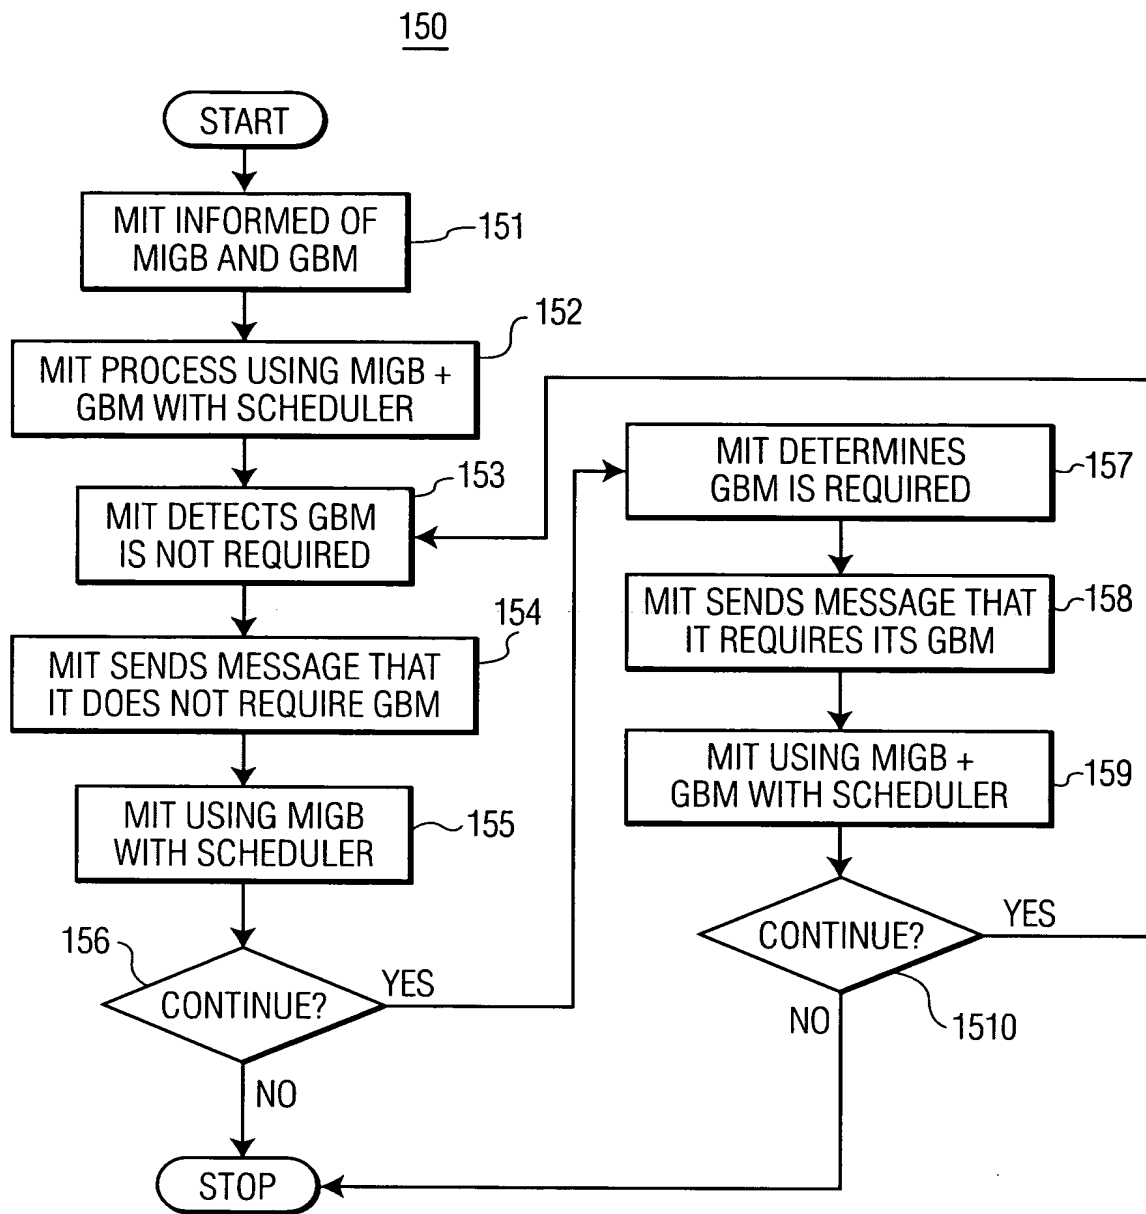 150
START
MIT INFORMED OF
MIGB AND GBM
151
MIT PROCESS USING MIGB +
GBM WITH SCHEDULER
152
MIT DETECTS GBM
IS NOT REQUIRED
153
MIT SENDS MESSAGE THAT
IT DOES NOT REQUIRE GBM
154
MIT USING MIGB
WITH SCHEDULER
155
156
CONTINUE?
YES
NO
STOP
MIT DETERMINES
GBM IS REQUIRED
157
MIT SENDS MESSAGE THAT
IT REQUIRES ITS GBM
158
MIT USING MIGB +
GBM WITH SCHEDULER
159
CONTINUE?
YES
NO
1510